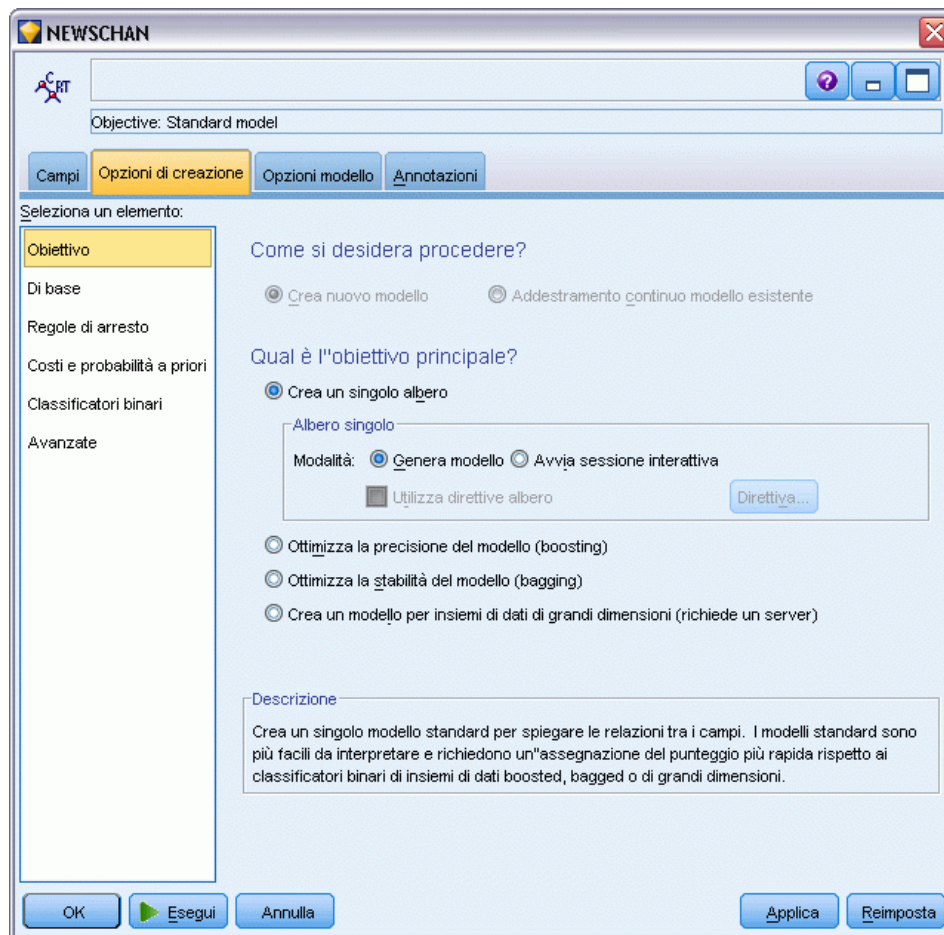 NEWSCHAN
C RT
Objective: Standard model
Campi Opzioni di creazione Opzioni modello Annotazioni
Seleziona un elemento:
Obiettivo
Di base
Regole di arresto
Costi e probabilità a priori
Classificatori binari
Avanzate
Come si desidera procedere?
Crea nuovo modello Addestramento continuo modello esistente
Qual è l''obiettivo principale?
Crea un singolo albero
Albero singolo
Modalità: Genera modello Avvia sessione interattiva
Utilizza direttive albero Direttiva...
Ottimizza la precisione del modello (boosting)
Ottimizza la stabilità del modello (bagging)
Crea un modello per insiemi di dati di grandi dimensioni (richiede un server)
Descrizione
Crea un singolo modello standard per spiegare le relazioni tra i campi. I modelli standard sono
più facili da interpretare e richiedono un''assegnazione del punteggio più rapida rispetto ai
classificatori binari di insiemi di dati boosted, bagged o di grandi dimensioni.
OK Esegui Annulla Applica Reimposta